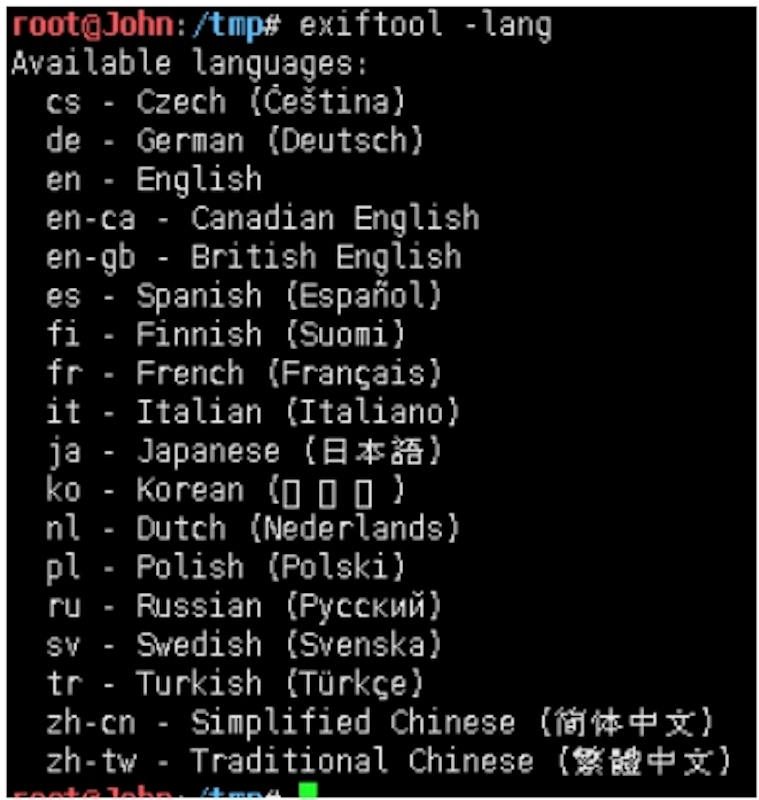 root@John:/tmp# exiftool -lang
Available languages:
cs - Czech (Čeština)
de - German (Deutsch)
en - English
en-ca - Canadian English
en-gb - British English
es - Spanish (Español)
fi - Finnish (Suomi)
fr - French (Français)
it - Italian (Italiano)
ja - Japanese (日本語)
ko - Korean (▯▯▯)
nl - Dutch (Nederlands)
pl - Polish (Polski)
ru - Russian (Русский)
sv - Swedish (Svenska)
tr - Turkish (Türkçe)
zh-cn - Simplified Chinese (简体中文)
zh-tw - Traditional Chinese (繁體中文)
root@John:/tmp#